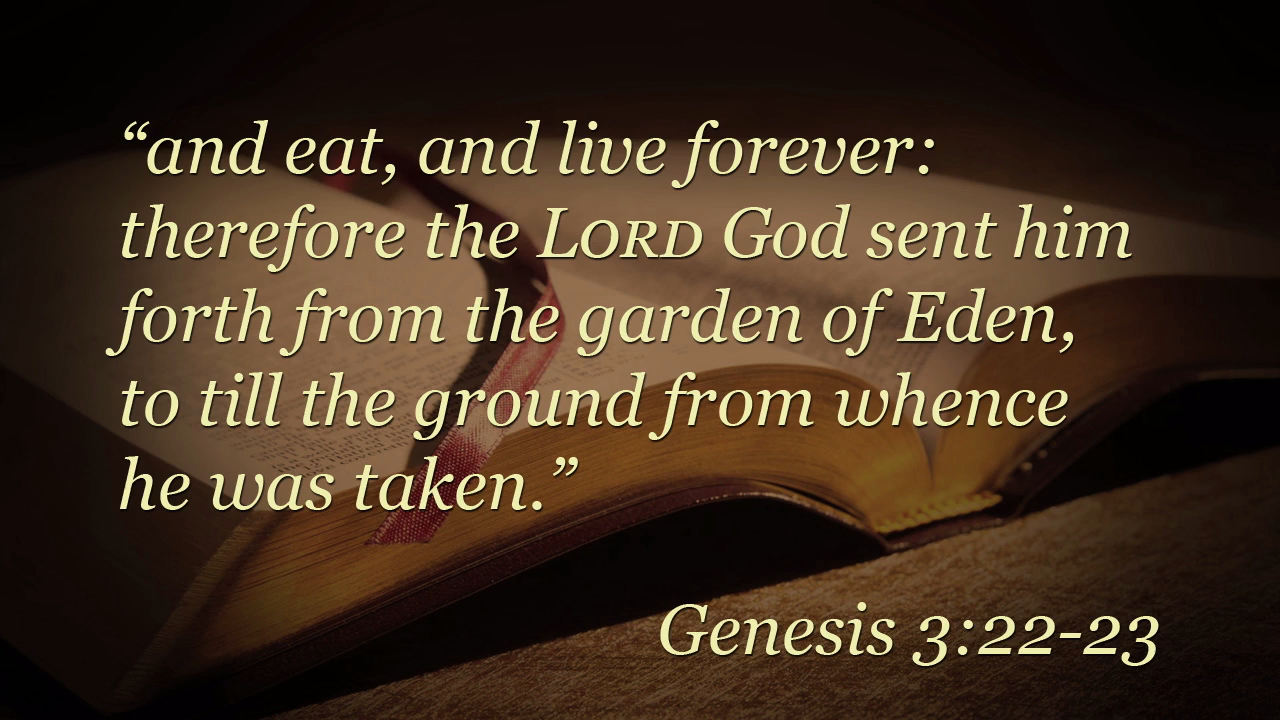 “and eat, and live forever:
therefore the LORD God sent him
forth from the garden of Eden,
to till the ground from whence
he was taken.”
Genesis 3:22-23